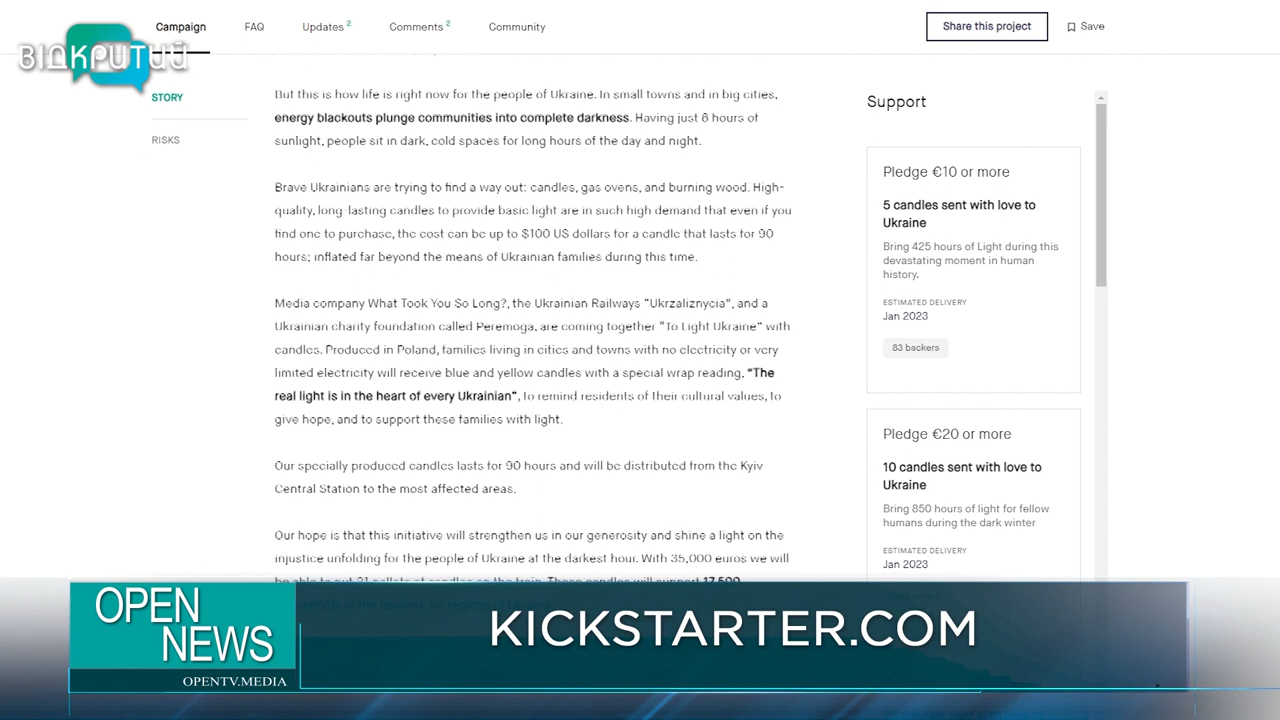 Campaign FAQ Updates 2 Comments 2 Community Share this project Save
ВІДКРИТИЙ
STORY
RISKS
But this is how life is right now for the people of Ukraine. In small towns and in big cities,
energy blackouts plunge communities into complete darkness. Having just 8 hours of
sunlight, people sit in dark, cold spaces for long hours of the day and night.
Brave Ukrainians are trying to find a way out: candles, gas ovens, and burning wood. High-
quality, long-lasting candles to provide basic light are in such high demand that even if you
find one to purchase, the cost can be up to $100 US dollars for a candle that lasts for 90
hours; inflated far beyond the means of Ukrainian families during this time.
Media company What Took You So Long?, the Ukrainian Railways "Ukrzaliznycia", and a
Ukrainian charity foundation called Peremoga, are coming together "To Light Ukraine" with
candles. Produced in Poland, families living in cities and towns with no electricity or very
limited electricity will receive blue and yellow candles with a special wrap reading, "The
real light is in the heart of every Ukrainian", to remind residents of their cultural values, to
give hope, and to support these families with light.
Our specially produced candles lasts for 90 hours and will be distributed from the Kyiv
Central Station to the most affected areas.
Our hope is that this initiative will strengthen us in our generosity and shine a light on the
injustice unfolding for the people of Ukraine at the darkest hour. With 35,000 euros we will
Support
Pledge €10 or more
5 candles sent with love to
Ukraine
Bring 425 hours of Light during this
devastating moment in human
history.
ESTIMATED DELIVERY
Jan 2023
83 backers
Pledge €20 or more
10 candles sent with love to
Ukraine
Bring 850 hours of light for fellow
humans during the dark winter
ESTIMATED DELIVERY
Jan 2023
OPEN
NEWS
OPENTV.MEDIA
KICKSTARTER.COM